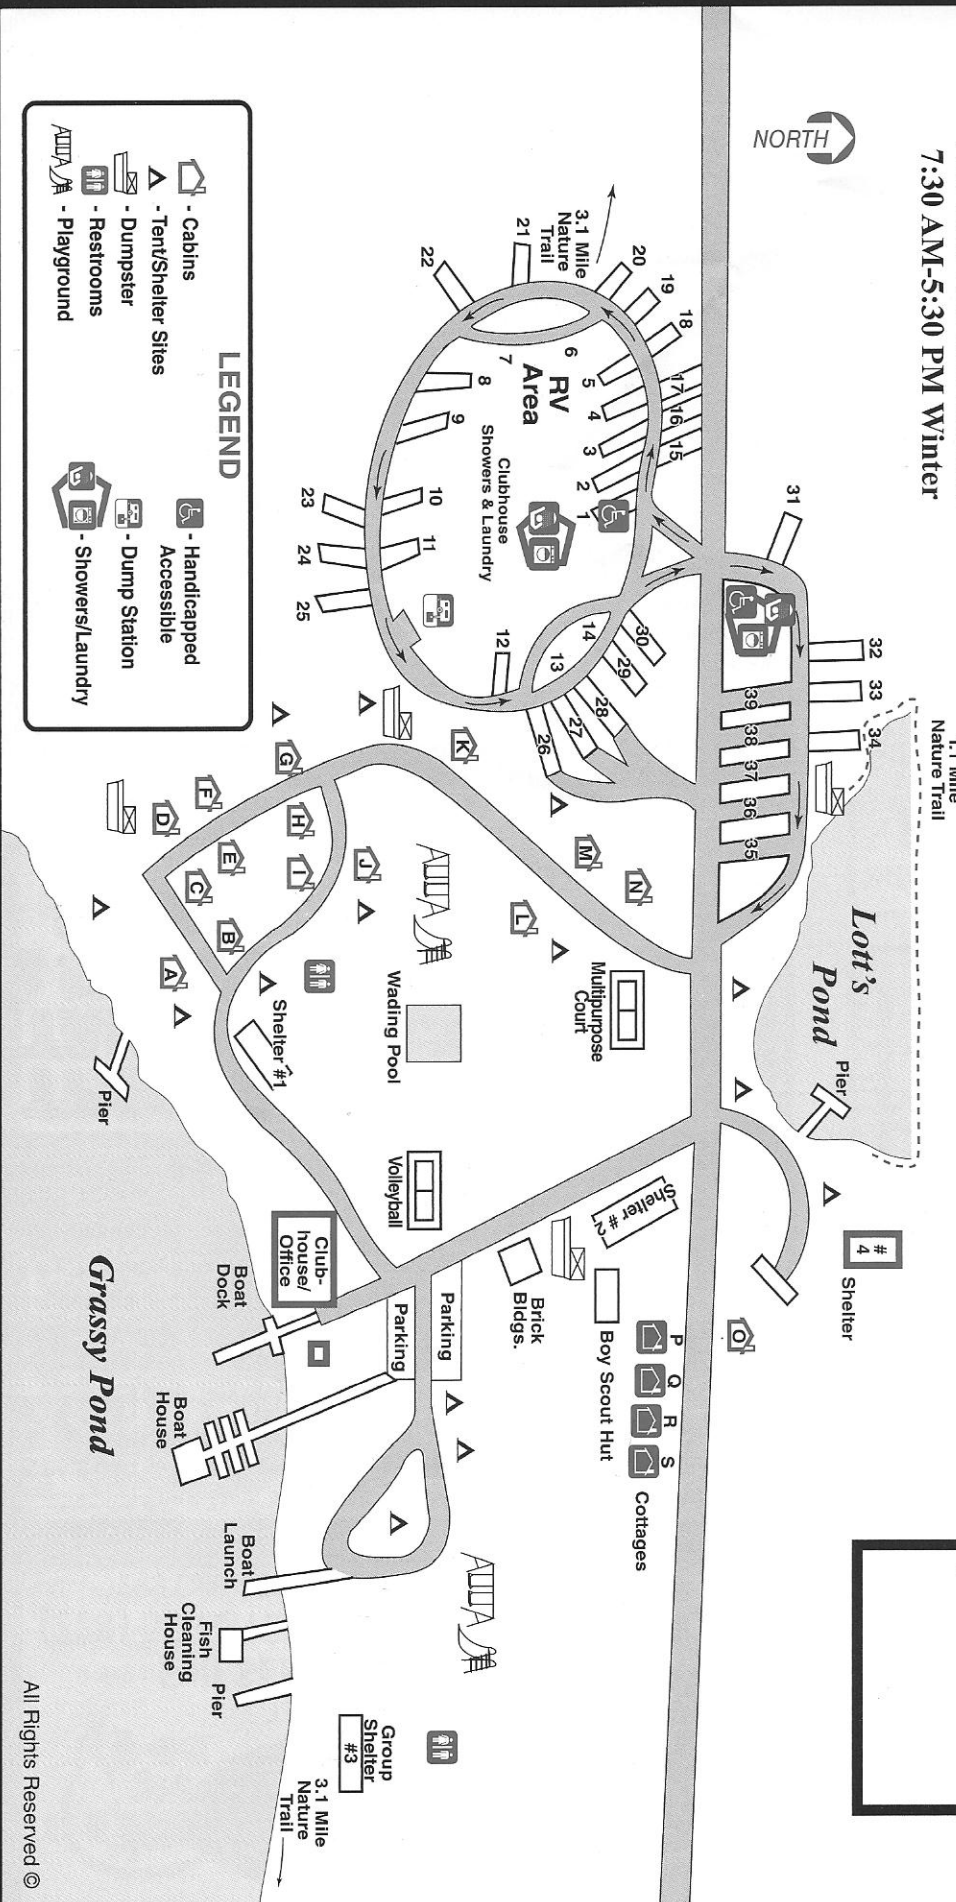 7:30 AM-5:30 PM Winter
NORTH
1.1 Mile
Nature Trail
Lott's
Pond
Pier
31
32
33
34
39
38
37
36
35
#
4
Shelter
O
3.1 Mile
Nature
Trail
20
19
18
17
16
15
21
22
RV
Area
1
2
3
4
5
6
7
8
9
10
11
12
13
14
23
24
25
26
27
28
29
30
Clubhouse
Showers & Laundry
K
M
N
L
G
H
F
D
E
I
J
C
B
A
Multipurpose
Court
Wading Pool
Shelter #1
Pier
Volleyball
Shelter #2
Brick
Bldgs.
Boy Scout Hut
P
Q
R
S
Cottages
Club-
house/
Office
Parking
Parking
Boat
Dock
Boat
House
Boat
Launch
Fish
Cleaning
House
Pier
Group
Shelter
#3
3.1 Mile
Nature
Trail
Grassy Pond
LEGEND
- Cabins
- Tent/Shelter Sites
- Dumpster
- Restrooms
- Playground
- Handicapped
Accessible
- Dump Station
- Showers/Laundry
All Rights Reserved ©